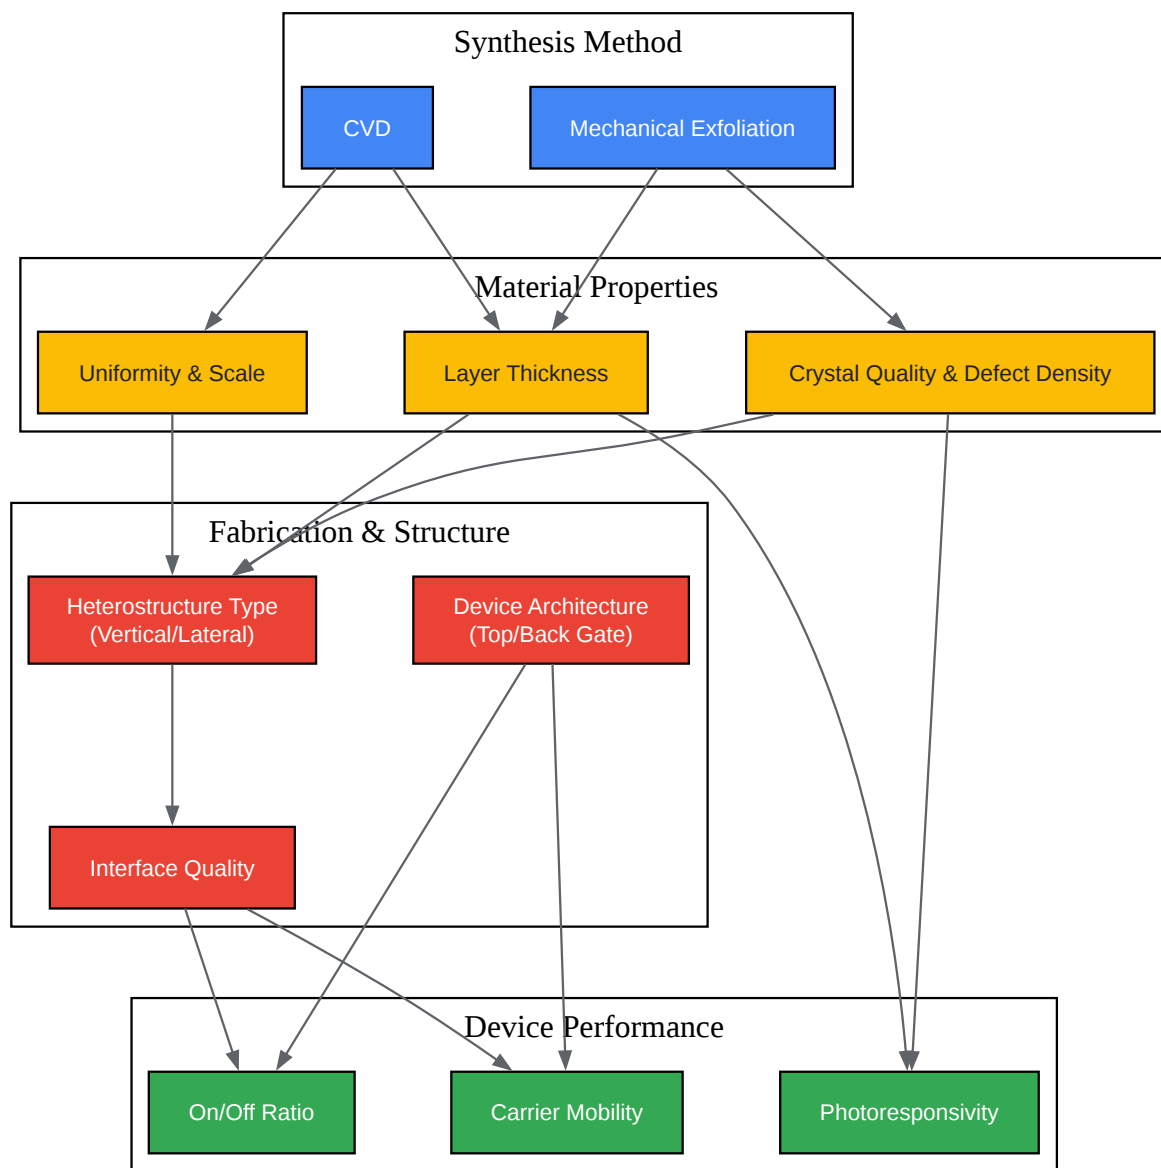 Synthesis Method
CVD
Mechanical Exfoliation
Material Properties
Uniformity & Scale
Layer Thickness
Crystal Quality & Defect Density
Fabrication & Structure
Heterostructure Type
(Vertical/Lateral)
Device Architecture
(Top/Back Gate)
Interface Quality
Device Performance
On/Off Ratio
Carrier Mobility
Photoresponsivity